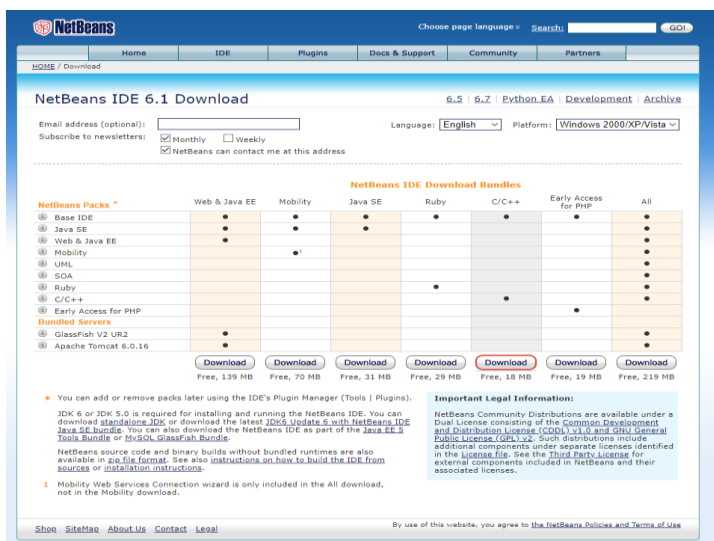 NetBeans
Choose page language Search: GO!
Home IDE Plugins Docs & Support Community Partners
HOME / Download
NetBeans IDE 6.1 Download
6.5 | 6.7 | Python EA | Development | Archive
Email address (optional): Language: English Platform: Windows 2000/XP/Vista
Subscribe to newsletters: Monthly Weekly
NetBeans can contact me at this address
NetBeans IDE Download Bundles
NetBeans Packs * Web & Java EE Mobility Java SE Ruby C/C++ Early Access for PHP All
Base IDE
Java SE
Web & Java EE
Mobility 1
UML
SOA
Ruby
C/C++
Early Access for PHP
Bundled Servers
GlassFish V2 UR2
Apache Tomcat 6.0.16
Download Download Download Download Download Download Download
Free, 139 MB Free, 70 MB Free, 31 MB Free, 29 MB Free, 18 MB Free, 19 MB Free, 219 MB
* You can add or remove packs later using the IDE's Plugin Manager (Tools | Plugins).
JDK 6 or JDK 5.0 is required for installing and running the NetBeans IDE. You can
download standalone JDK or download the latest JDK6 Update 6 with NetBeans IDE
Java SE bundle. You can also download the NetBeans IDE as part of the Java EE 5
Tools Bundle or MySQL GlassFish Bundle.
NetBeans source code and binary builds without bundled runtimes are also
available in zip file format. See also instructions on how to build the IDE from
sources or installation instructions.
1 Mobility Web Services Connection wizard is only included in the All download,
not in the Mobility download.
Important Legal Information:
NetBeans Community Distributions are available under a
Dual License consisting of the Common Development
and Distribution License (CDDL) v1.0 and GNU General
Public License (GPL) v2. Such distributions include
additional components under separate licenses identified
in the License file. See the Third Party License for
external components included in NetBeans and their
associated licenses.
Shop SiteMap About Us Contact Legal
By use of this website, you agree to the NetBeans Policies and Terms of Use